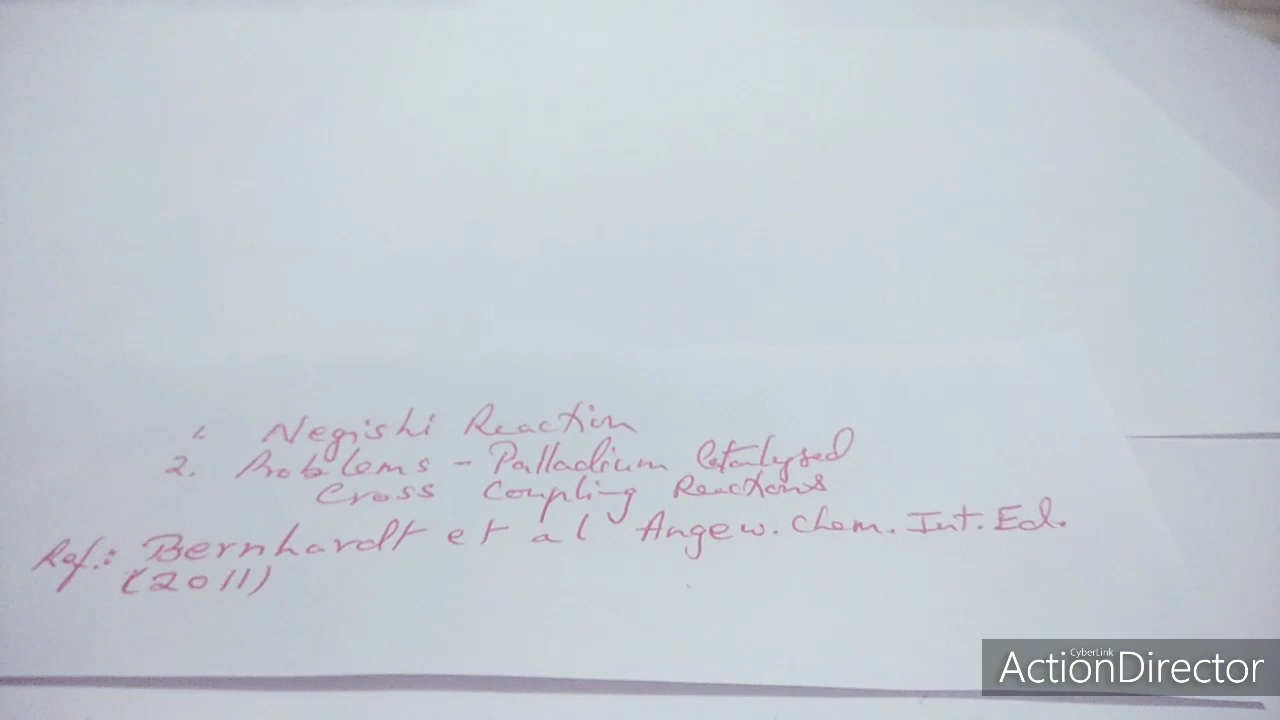 1. Negishi Reaction
2. Problems - Palladium Catalysed
Cross Coupling Reactions
Ref.: Bernhardt et al Angew. Chem. Int. Ed.
(2011)
CyberLink
ActionDirector